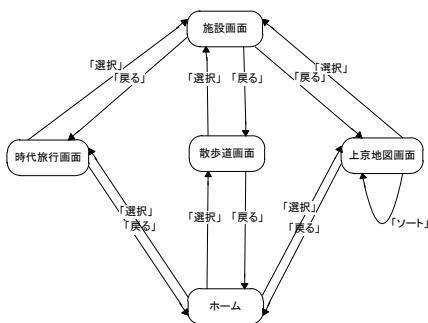 施設画面
「選択」
「戻る」
「選択」
「戻る」
「選択」
「戻る」
時代旅行画面
散歩道画面
上京地図画面
「選択」
「戻る」
「選択」
「戻る」
「選択」
「戻る」
「ソート」
ホーム